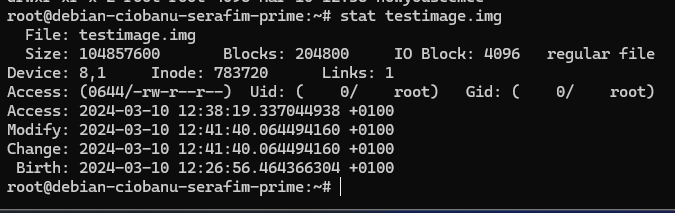 root@debian-ciobanu-serafim-prime:~# stat testimage.img
  File: testimage.img
  Size: 104857600       Blocks: 204800     IO Block: 4096   regular file
Device: 8,1     Inode: 783720      Links: 1
Access: (0644/-rw-r--r--)  Uid: (    0/    root)   Gid: (    0/    root)
Access: 2024-03-10 12:38:19.337044938 +0100
Modify: 2024-03-10 12:41:40.064494160 +0100
Change: 2024-03-10 12:41:40.064494160 +0100
 Birth: 2024-03-10 12:26:56.464366304 +0100
root@debian-ciobanu-serafim-prime:~#